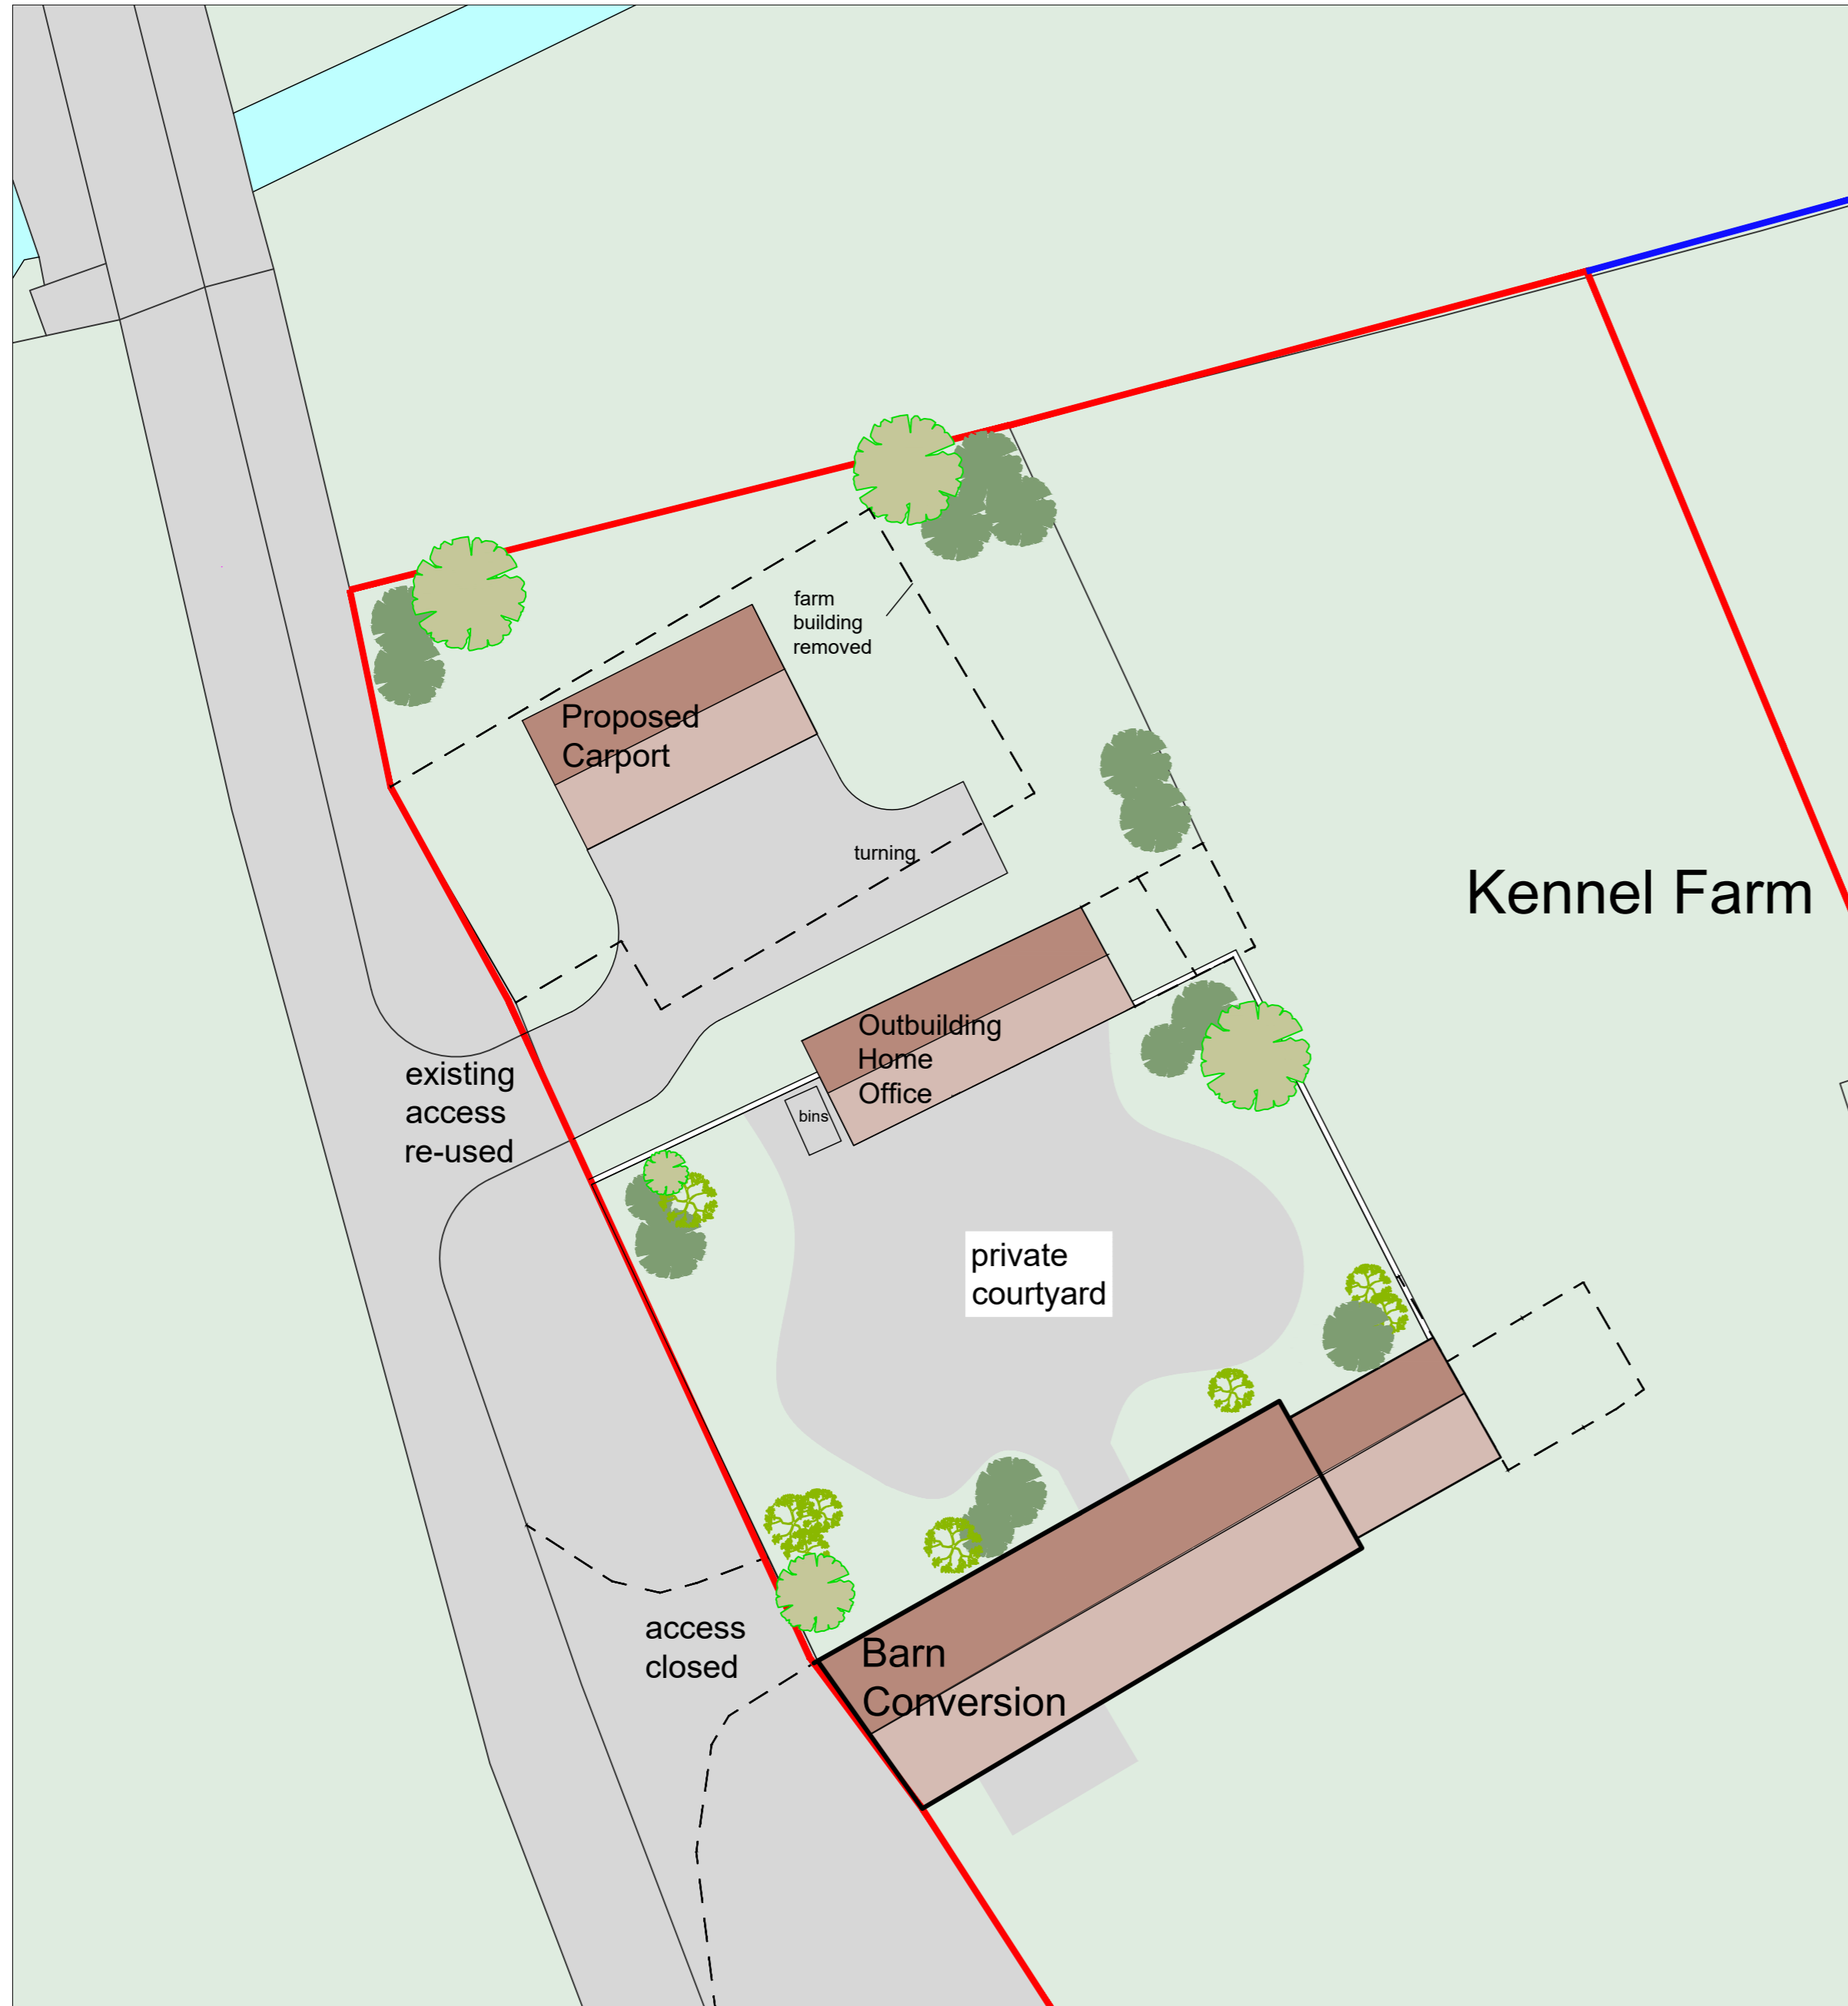 farm
building
removed
Proposed
Carport
turning
Kennel Farm
Outbuilding
Home
Office
existing
access
re-used
bins
private
courtyard
access
closed
Barn
Conversion